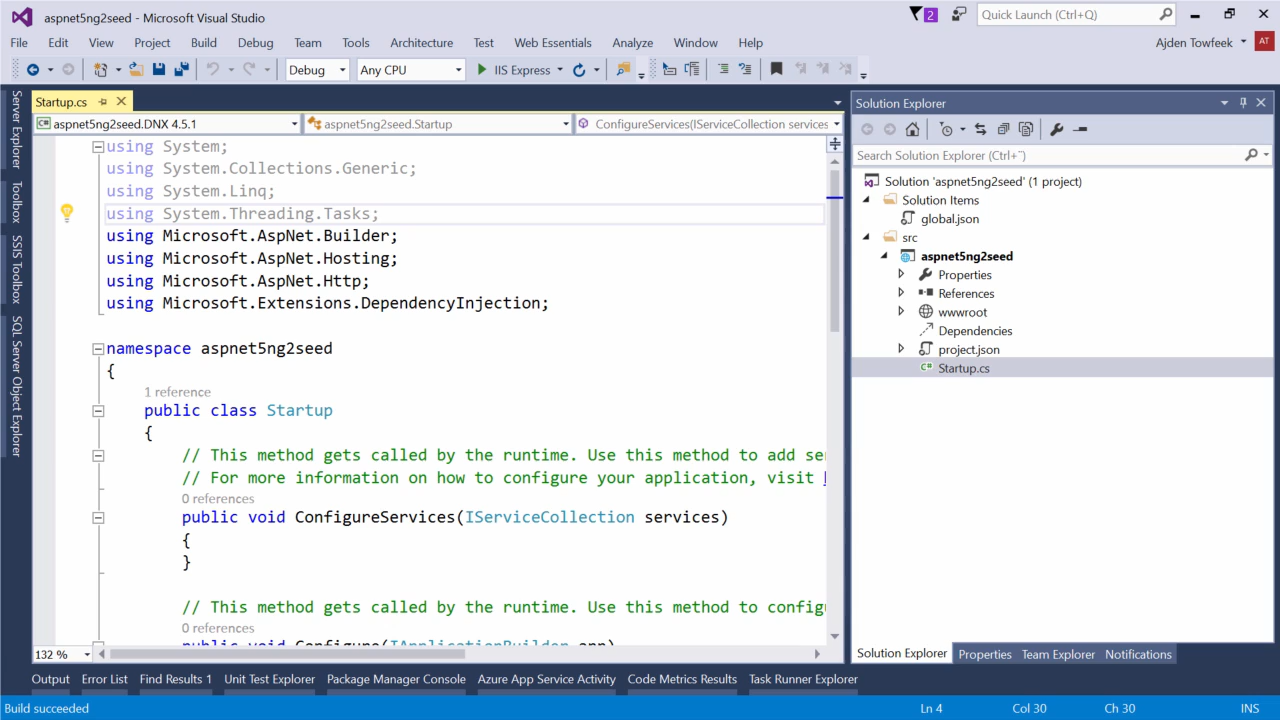 aspnet5ng2seed - Microsoft Visual Studio
2
Quick Launch (Ctrl+Q)
File Edit View Project Build Debug Team Tools Architecture Test Web Essentials Analyze Window Help
Ajden Towfeek AT
Debug Any CPU IIS Express
Server Explorer
Toolbox
SSIS Toolbox
SQL Server Object Explorer
Startup.cs
aspnet5ng2seed.DNX 4.5.1 aspnet5ng2seed.Startup ConfigureServices(IServiceCollection services
using System;
using System.Collections.Generic;
using System.Linq;
using System.Threading.Tasks;
using Microsoft.AspNet.Builder;
using Microsoft.AspNet.Hosting;
using Microsoft.AspNet.Http;
using Microsoft.Extensions.DependencyInjection;
namespace aspnet5ng2seed
{
1 reference
public class Startup
{
// This method gets called by the runtime. Use this method to add se
// For more information on how to configure your application, visit
0 references
public void ConfigureServices(IServiceCollection services)
{
}
// This method gets called by the runtime. Use this method to config
0 references
public void Configure(IApplicationBuilder app)
132 %
Solution Explorer
Search Solution Explorer (Ctrl+¨)
Solution 'aspnet5ng2seed' (1 project)
Solution Items
global.json
src
aspnet5ng2seed
Properties
References
wwwroot
Dependencies
project.json
C# Startup.cs
Solution Explorer Properties Team Explorer Notifications
Output Error List Find Results 1 Unit Test Explorer Package Manager Console Azure App Service Activity Code Metrics Results Task Runner Explorer
Build succeeded Ln 4 Col 30 Ch 30 INS